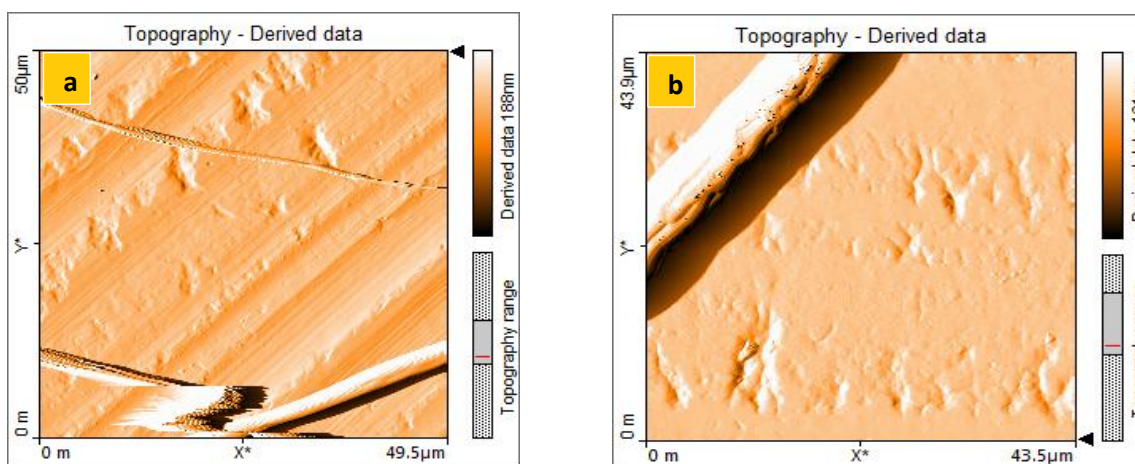 Topography - Derived data
a
50µm
Y*
0 m
0 m
X*
49.5µm
Derived data 188nm
Topography range
Topography - Derived data
b
43.9µm
Y*
0 m
0 m
X*
43.5µm